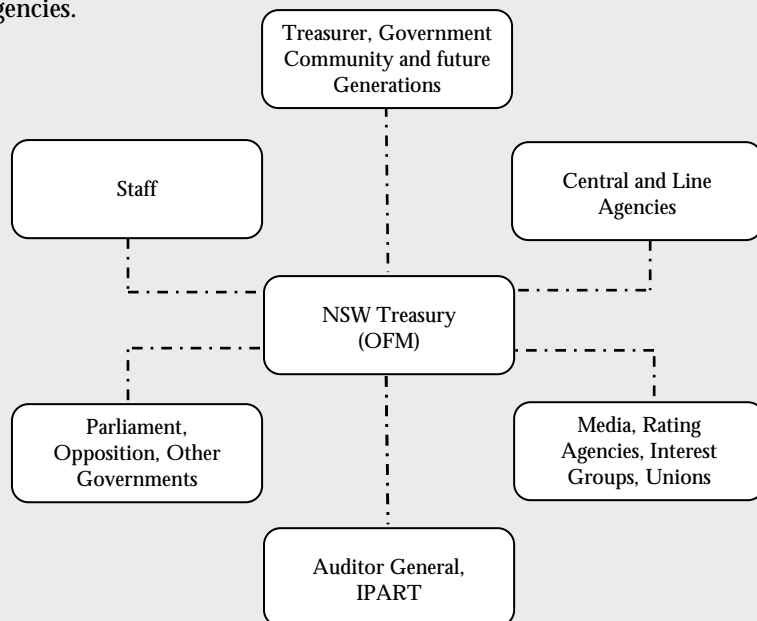 Treasurer, Government
Community and future
Generations
Staff
Central and Line
Agencies
NSW Treasury
(OFM)
Parliament,
Opposition, Other
Governments
Media, Rating
Agencies, Interest
Groups, Unions
Auditor General,
IPART